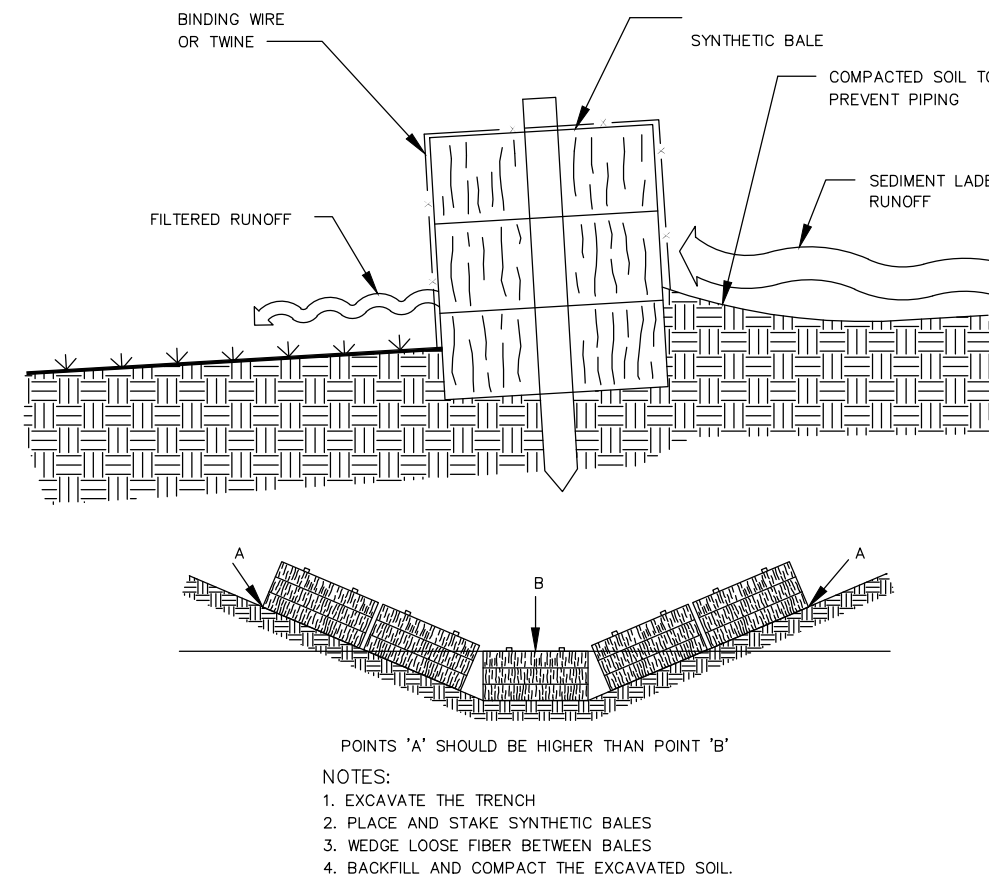 BINDING WIRE
OR TWINE
SYNTHETIC BALE
COMPACTED SOIL
PREVENT PIPING
SEDIMENT
RUNOFF
FILTERED RUNOFF
A
A
B
POINTS 'A' SHOULD BE HIGHER THAN POINT 'B'
NOTES:
1. EXCAVATE THE TRENCH
2. PLACE AND STAKE SYNTHETIC BALES
3. WEDGE LOOSE FIBER BETWEEN BALES
4. BACKFILL AND COMPACT THE EXCAVATED SOIL.